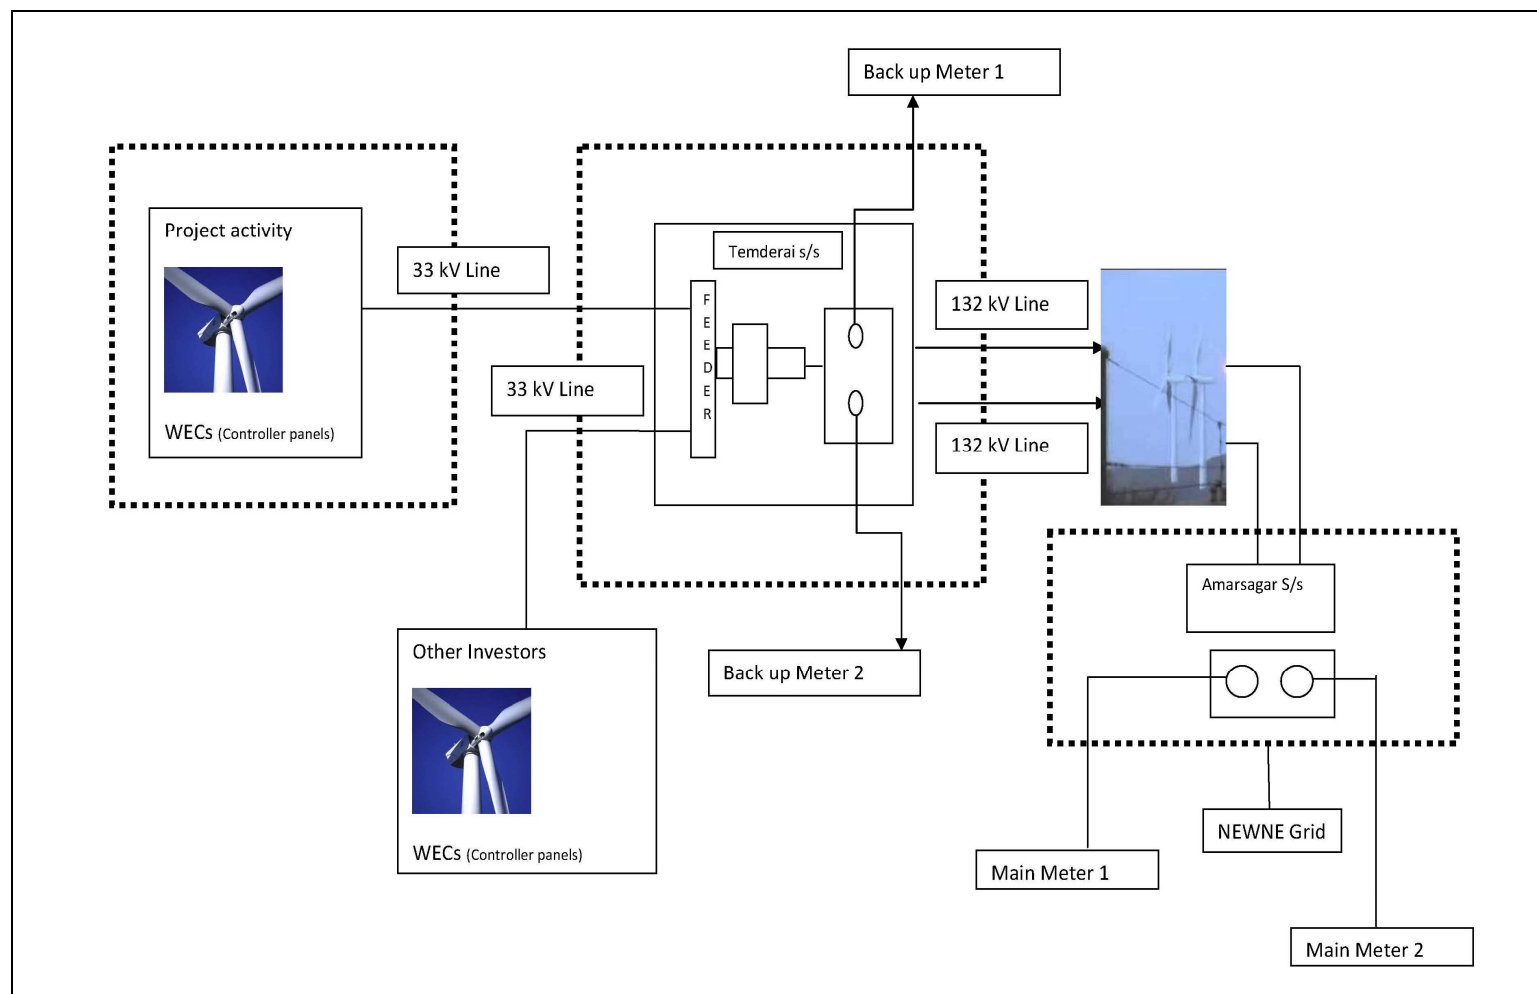 Back up Meter 1
Project activity
33 kV Line
Temderai s/s
FEEDER
132 kV Line
33 kV Line
WECs (Controller panels)
132 kV Line
Amarsagar S/s
Other Investors
Back up Meter 2
NEWNE Grid
WECs (Controller panels)
Main Meter 1
Main Meter 2